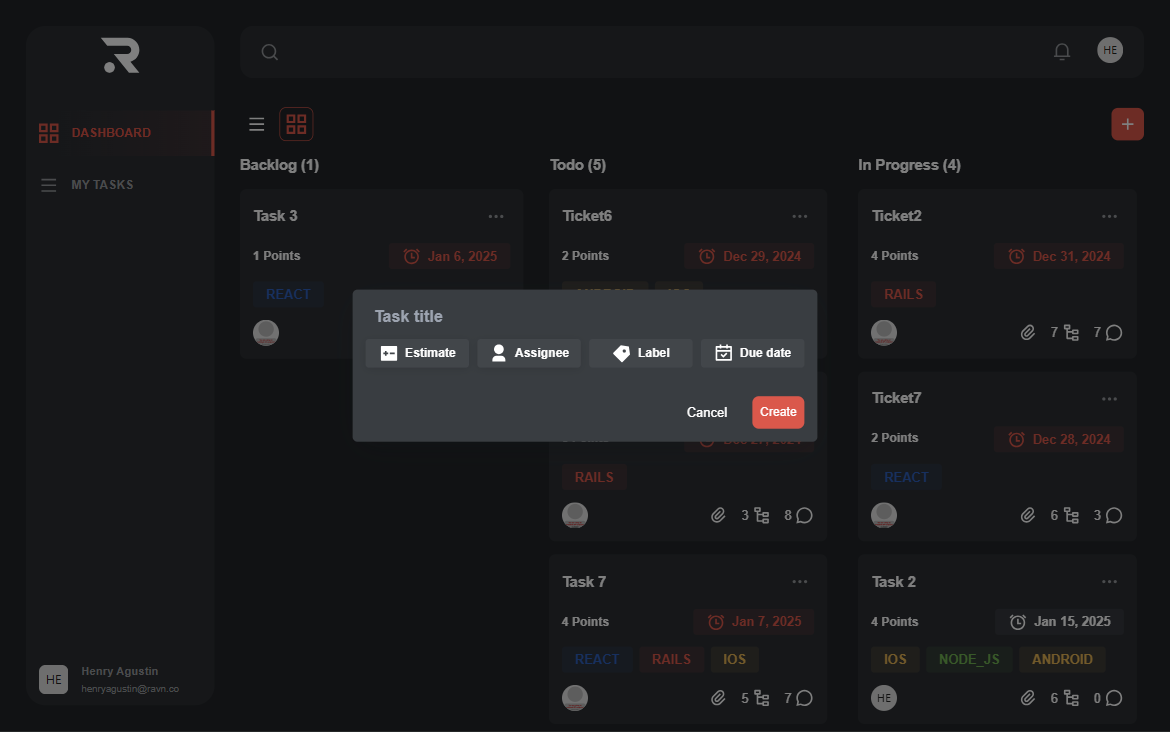 HE
DASHBOARD
MY TASKS
Backlog (1)
Todo (5)
In Progress (4)
Task 3
1 Points
Jan 6, 2025
REACT
Ticket6
2 Points
Dec 29, 2024
Ticket2
4 Points
Dec 31, 2024
RAILS
7
7
Task title
Estimate
Assignee
Label
Due date
Cancel
Create
RAILS
3
8
Ticket7
2 Points
Dec 28, 2024
REACT
6
3
Task 7
4 Points
Jan 7, 2025
REACT
RAILS
IOS
5
7
Task 2
4 Points
Jan 15, 2025
IOS
NODE_JS
ANDROID
HE
6
0
HE
Henry Agustin
henryagustin@ravn.co